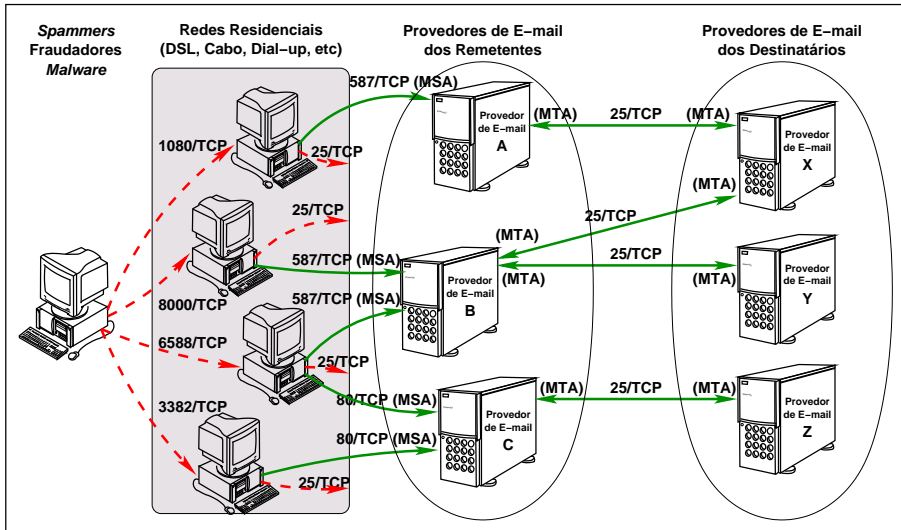 Spammers
Fraudadores
Malware
Redes Residenciais
(DSL, Cabo, Dial−up, etc)
Provedores de E−mail
dos Remetentes
Provedores de E−mail
dos Destinatários
587/TCP (MSA)
1080/TCP
25/TCP
Provedor
de E−mail
A
(MTA)
25/TCP
(MTA)
Provedor
de E−mail
X
(MTA)
25/TCP
25/TCP
(MTA)
587/TCP (MSA)
8000/TCP
Provedor
de E−mail
B
(MTA)
25/TCP
(MTA)
Provedor
de E−mail
Y
587/TCP (MSA)
6588/TCP
25/TCP
80/TCP (MSA)
3382/TCP
80/TCP (MSA)
25/TCP
Provedor
de E−mail
C
(MTA)
25/TCP
(MTA)
Provedor
de E−mail
Z